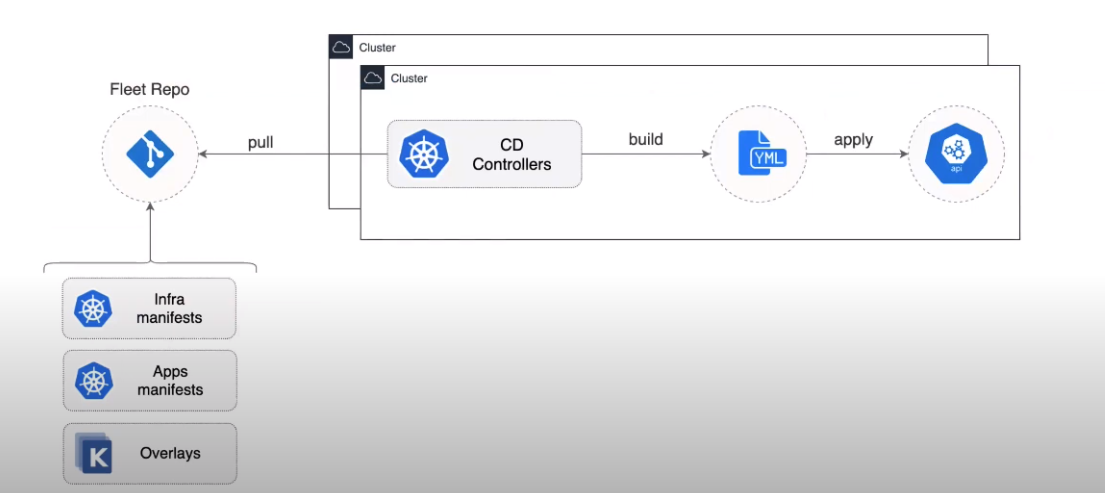 Cluster
Cluster
Fleet Repo
pull
CD
Controllers
build
YML
apply
api
Infra
manifests
Apps
manifests
K
Overlays